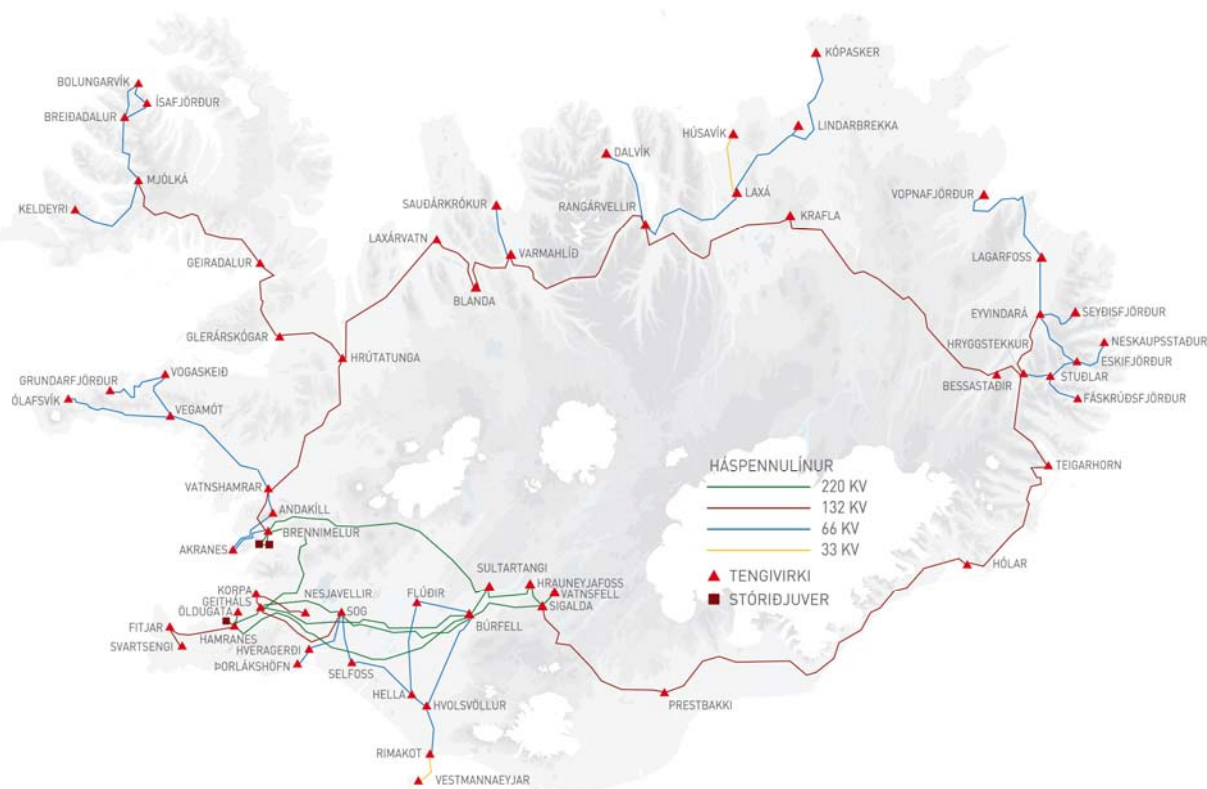 KÓPASKER
BOLUNGARVÍK
ÍSAFJÖRÐUR
BREIÐADALUR
LINDARBREKKA
HÚSAVÍK
DALVÍK
MJÓLKÁ
LAXÁ
VOPNAFJÖRÐUR
KELDEYRI
SAUÐÁRKRÓKUR
RANGÁRVELLIR
KRAFLA
LAXÁRVATN
VARMAHLÍÐ
GEIRADALUR
LAGARFOSS
BLANDA
EYVINDARÁ
SEYÐISFJÖRÐUR
GLERÁRSKÓGAR
HRYGGSTEKKUR
NESKAUPSSTAÐUR
HRÚTATUNGA
ESKIFJÖRÐUR
VOGASKEIÐ
STUÐLAR
GRUNDARFJÖRÐUR
BESSASTAÐIR
ÓLAFSVÍK
FÁSKRÚÐSFJÖRÐUR
VEGAMÓT
HÁSPENNULÍNUR
220 KV
132 KV
66 KV
33 KV
TENGIVIRKI
STÓRIÐJUVER
TEIGARHORN
VATNSHAMRAR
ANDAKÍLL
BRENNIMELUR
AKRANES
HÓLAR
SULTARTANGI
HRAUNEYJAFOSS
VATNSFELL
SIGALDA
KORPA
NESJAVELLIR
FLÚÐIR
GEITHÁLS
SOG
ÖLDUGATA
BÚRFELL
FITJAR
HAMRANES
SVARTSENGI
HVERAGERÐI
ÞORLÁKSHÖFN
SELFOSS
HELLA
HVOLSVÖLLUR
PRESTBAKKI
RIMAKOT
VESTMANNAEYJAR